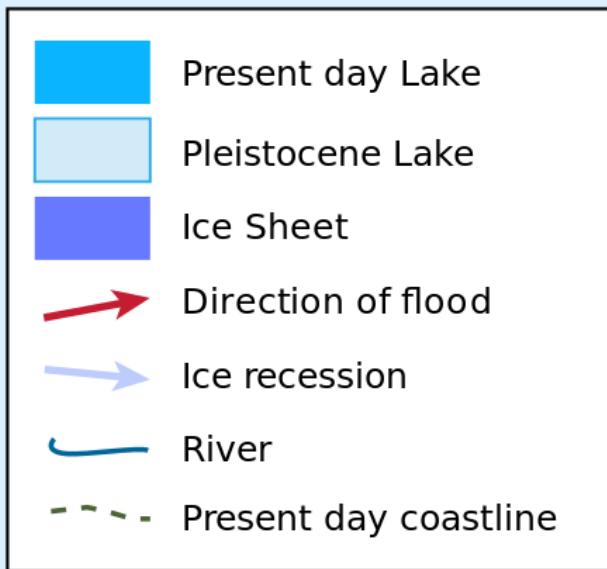 Present day Lake
Pleistocene Lake
Ice Sheet
Direction of flood
Ice recession
River
Present day coastline